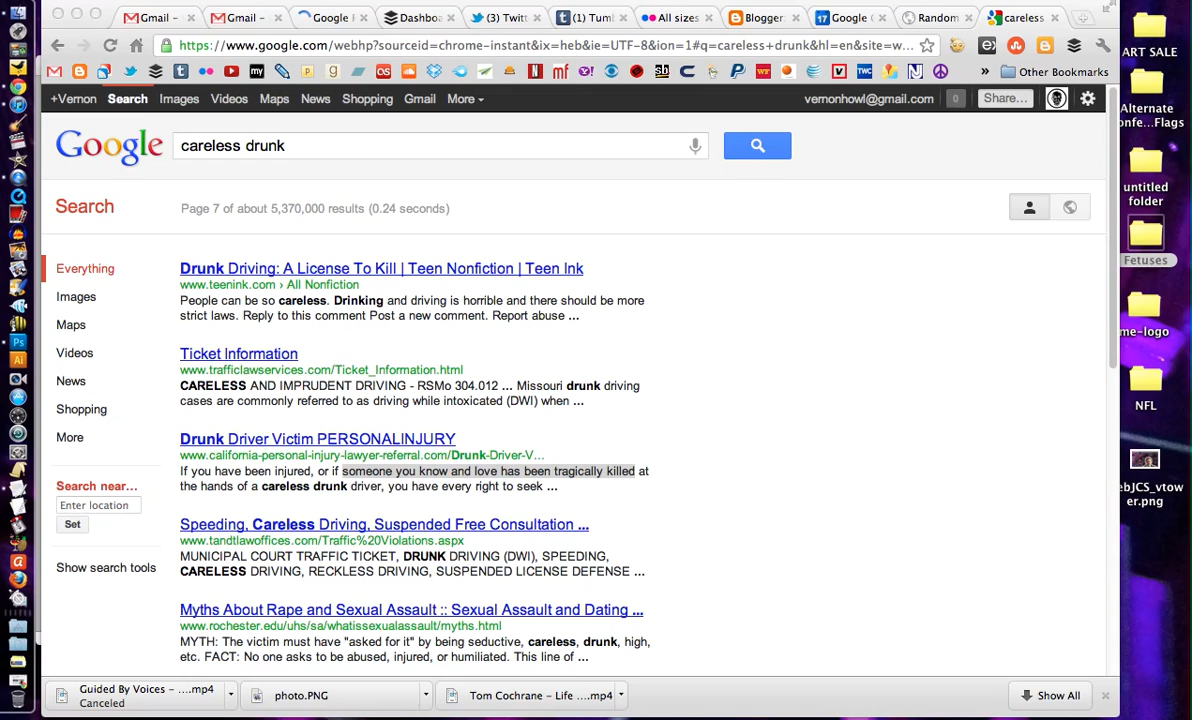 Gmail –
Gmail –
Google
Dashboa
(3) Twitt
(1) Tuml
All sizes
Blogger:
Google C
Random
careless
https://www.google.com/webhp?sourceid=chrome-instant&ix=heb&ie=UTF-8&ion=1#q=careless+drunk&hl=en&site=w...
Other Bookmarks
+Vernon Search Images Videos Maps News Shopping Gmail More
vernonhowl@gmail.com 0 Share...
Google
careless drunk
Search
Page 7 of about 5,370,000 results (0.24 seconds)
Everything
Images
Maps
Videos
News
Shopping
More
Search near...
Enter location
Set
Show search tools
Drunk Driving: A License To Kill | Teen Nonfiction | Teen Ink
www.teenink.com › All Nonfiction
People can be so careless. Drinking and driving is horrible and there should be more
strict laws. Reply to this comment Post a new comment. Report abuse ...
Ticket Information
www.trafficlawservices.com/Ticket_Information.html
CARELESS AND IMPRUDENT DRIVING - RSMo 304.012 ... Missouri drunk driving
cases are commonly referred to as driving while intoxicated (DWI) when ...
Drunk Driver Victim PERSONALINJURY
www.california-personal-injury-lawyer-referral.com/Drunk-Driver-V...
If you have been injured, or if someone you know and love has been tragically killed at
the hands of a careless drunk driver, you have every right to seek ...
Speeding, Careless Driving, Suspended Free Consultation ...
www.tandtlawoffices.com/Traffic%20Violations.aspx
MUNICIPAL COURT TRAFFIC TICKET, DRUNK DRIVING (DWI), SPEEDING,
CARELESS DRIVING, RECKLESS DRIVING, SUSPENDED LICENSE DEFENSE ...
Myths About Rape and Sexual Assault :: Sexual Assault and Dating ...
www.rochester.edu/uhs/sa/whatissexualassault/myths.html
MYTH: The victim must have "asked for it" by being seductive, careless, drunk, high,
etc. FACT: No one asks to be abused, injured, or humiliated. This line of ...
Guided By Voices - ....mp4
Canceled
photo.PNG
Tom Cochrane - Life ....mp4
Show All
ART SALE
Alternate
onfe...Flags
untitled
folder
Fetuses
me-logo
NFL
ebJCS_vtow
er.png